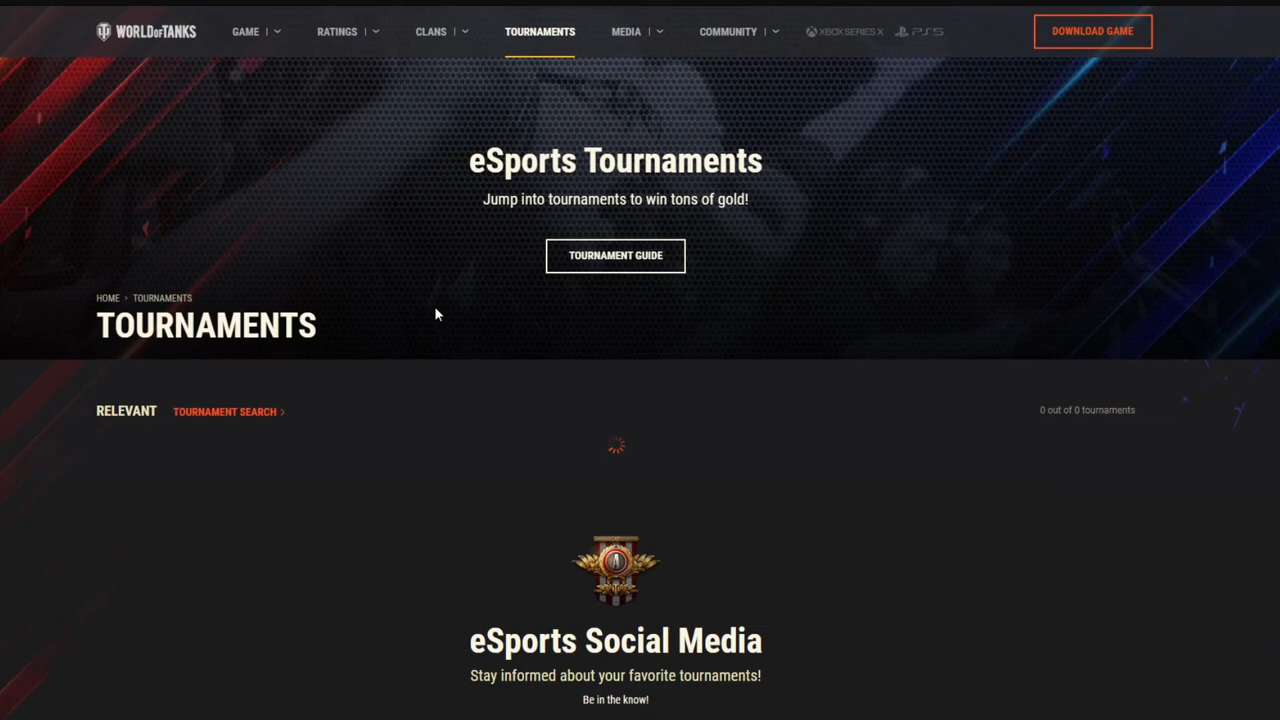 WORLD OF TANKS GAME RATINGS CLANS TOURNAMENTS MEDIA COMMUNITY XBOX SERIES X PS5 DOWNLOAD GAME
eSports Tournaments
Jump into tournaments to win tons of gold!
TOURNAMENT GUIDE
HOME › TOURNAMENTS
TOURNAMENTS
RELEVANT TOURNAMENT SEARCH › 0 out of 0 tournaments
A
eSports Social Media
Stay informed about your favorite tournaments!
Be in the know!